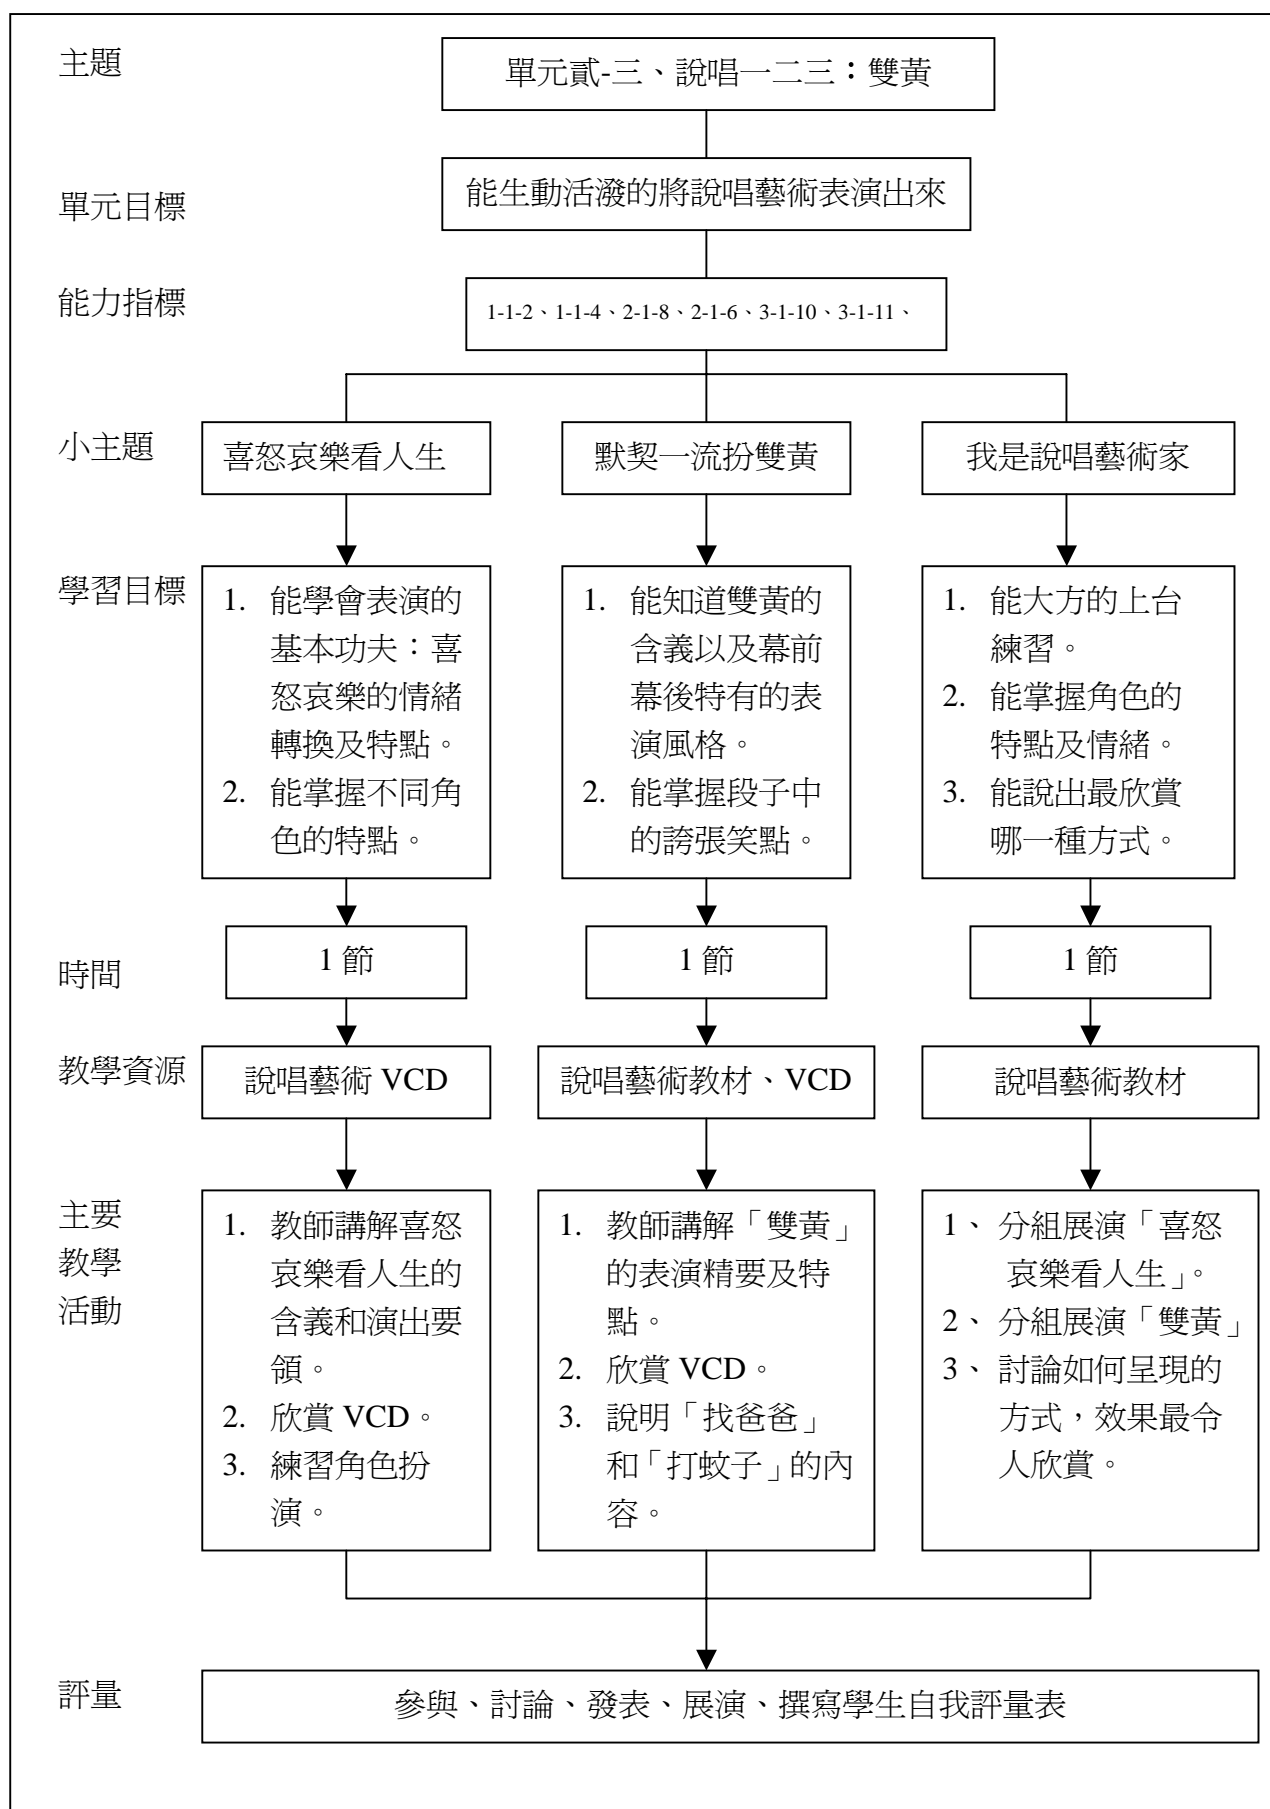 主題
單元貳-三、說唱一二三：雙黃
單元目標
能生動活潑的將說唱藝術表演出來
能力指標
1-1-2、1-1-4、2-1-8、2-1-6、3-1-10、3-1-11、
小主題
喜怒哀樂看人生
默契一流扮雙黃
我是說唱藝術家
學習目標
1. 能學會表演的
基本功夫：喜
怒哀樂的情緒
轉換及特點。
2. 能掌握不同角
色的特點。
1. 能知道雙黃的
含義以及幕前
幕後特有的表
演風格。
2. 能掌握段子中
的誇張笑點。
1. 能大方的上台
練習。
2. 能掌握角色的
特點及情緒。
3. 能說出最欣賞
哪一種方式。
時間
1 節
1 節
1 節
教學資源
說唱藝術 VCD
說唱藝術教材、VCD
說唱藝術教材
主要
教學
活動
1. 教師講解喜怒
哀樂看人生的
含義和演出要
領。
2. 欣賞 VCD。
3. 練習角色扮
演。
1. 教師講解「雙黃」
的表演精要及特
點。
2. 欣賞 VCD。
3. 說明「找爸爸」
和「打蚊子」的內
容。
1、 分組展演「喜怒
哀樂看人生」。
2、 分組展演「雙黃」
3、 討論如何呈現的
方式，效果最令
人欣賞。
評量
參與、討論、發表、展演、撰寫學生自我評量表